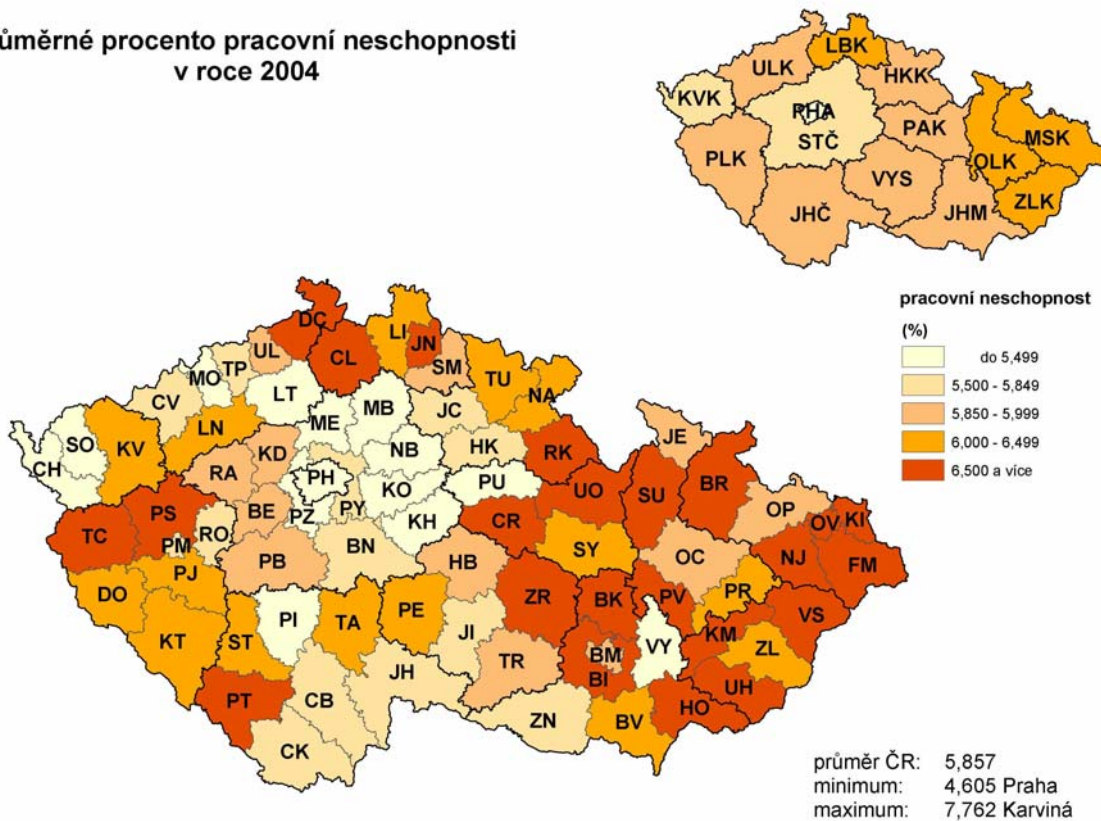 ůměrné procento pracovní neschopnosti
v roce 2004
LBK
ULK
HKK
KVK
PHA
STČ
PAK
MSK
PLK
OLK
VYS
ZLK
JHČ
JHM
pracovní neschopnost
(%)
do 5,499
5,500 - 5,849
5,850 - 5,999
6,000 - 6,499
6,500 a více
DC
LI
JN
UL
CL
SM
TP
MO
TU
NA
CV
LT
MB
JC
ME
LN
SO
KV
NB
HK
JE
CH
KD
RK
RA
PH
PU
KO
UO
SU
BR
PS
BE
PZ
PY
OP
TC
RO
KH
CR
OV
KI
PM
BN
SY
PB
HB
OC
NJ
FM
PJ
DO
ZR
BK
PV
PR
PI
TA
PE
VS
KT
ST
JI
KM
BM
VY
ZL
TR
JH
BI
PT
CB
UH
HO
ZN
BV
CK
průměr ČR: 5,857
minimum: 4,605 Praha
maximum: 7,762 Karviná